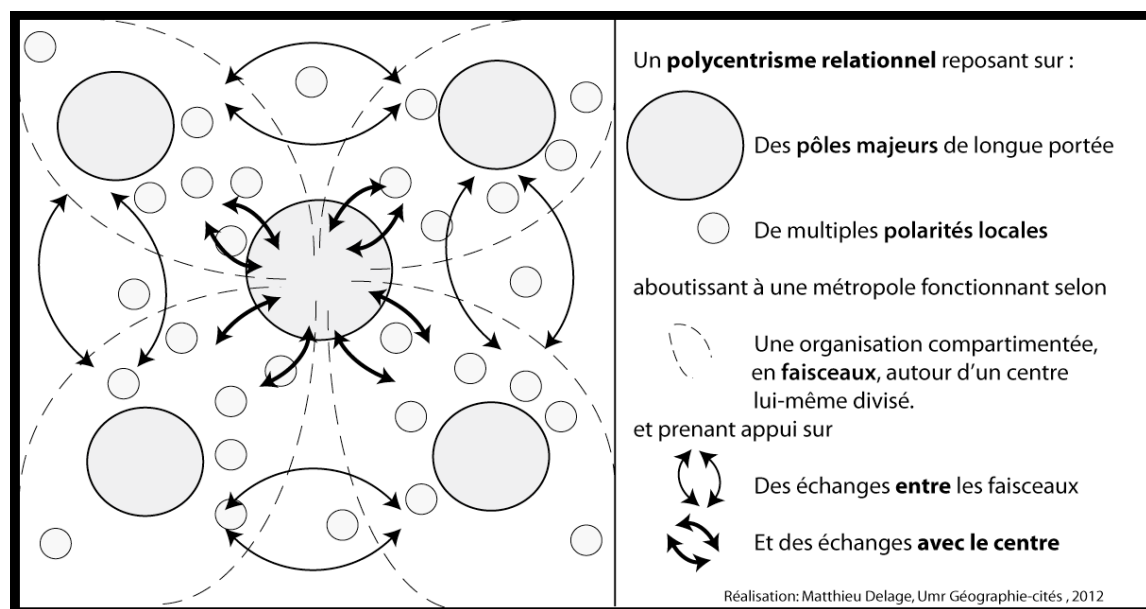 Un polycentrisme relationnel reposant sur :
Des pôles majeurs de longue portée
De multiples polarités locales
aboutissant à une métropole fonctionnant selon
Une organisation compartimentée,
en faisceaux, autour d'un centre
lui-même divisé.
et prenant appui sur
Des échanges entre les faisceaux
Et des échanges avec le centre
Réalisation: Matthieu Delage, Umr Géographie-cités , 2012